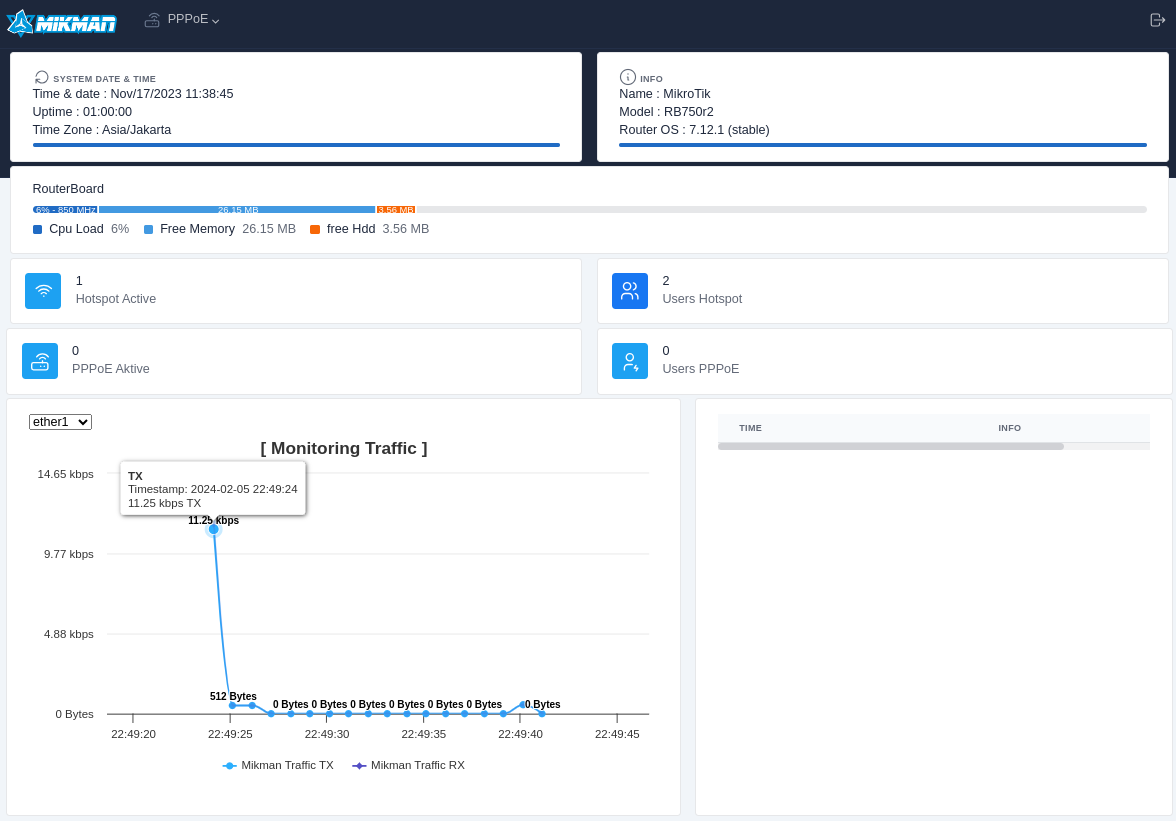 MIKMAN
PPPoE
SYSTEM DATE & TIME
Time & date : Nov/17/2023 11:38:45
Uptime : 01:00:00
Time Zone : Asia/Jakarta
INFO
Name : MikroTik
Model : RB750r2
Router OS : 7.12.1 (stable)
RouterBoard
6% - 850 MHz 26.15 MB 3.56 MB
Cpu Load 6% Free Memory 26.15 MB free Hdd 3.56 MB
1
Hotspot Active
2
Users Hotspot
0
PPPoE Aktive
0
Users PPPoE
ether1
[ Monitoring Traffic ]
14.65 kbps
TX
Timestamp: 2024-02-05 22:49:24
11.25 kbps TX
11.25 kbps
9.77 kbps
4.88 kbps
512 Bytes
0 Bytes 0 Bytes 0 Bytes 0 Bytes 0 Bytes 0 Bytes 0 Bytes
0 Bytes
22:49:20 22:49:25 22:49:30 22:49:35 22:49:40 22:49:45
Mikman Traffic TX Mikman Traffic RX
TIME INFO